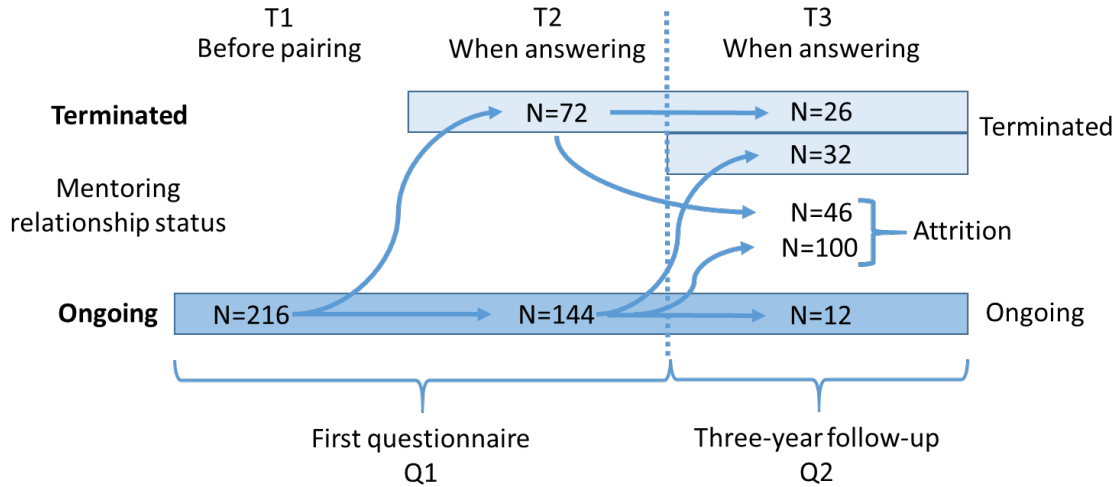 T1
Before pairing
T2
When answering
T3
When answering
Terminated
N=72
N=26
Terminated
N=32
Mentoring
relationship status
N=46
N=100
Attrition
Ongoing
N=216
N=144
N=12
Ongoing
First questionnaire
Q1
Three-year follow-up
Q2